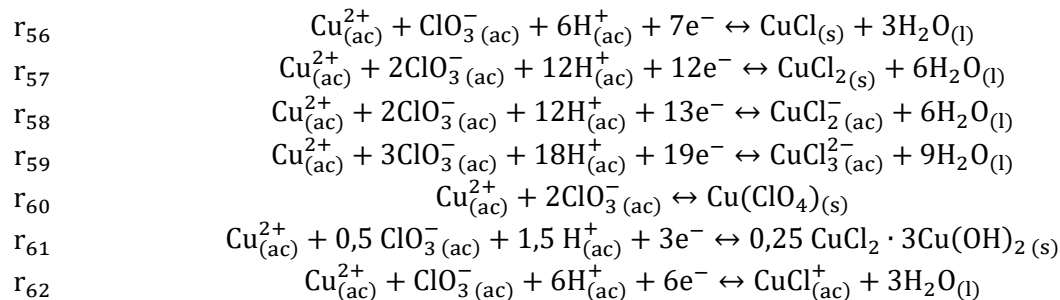 r₅₆ Cu²⁺₍ac₎ + ClO₃⁻ ₍ac₎ + 6H⁺₍ac₎ + 7e⁻ ↔ CuCl₍s₎ + 3H₂O₍l₎
r₅₇ Cu²⁺₍ac₎ + 2ClO₃⁻ ₍ac₎ + 12H⁺₍ac₎ + 12e⁻ ↔ CuCl₂ ₍s₎ + 6H₂O₍l₎
r₅₈ Cu²⁺₍ac₎ + 2ClO₃⁻ ₍ac₎ + 12H⁺₍ac₎ + 13e⁻ ↔ CuCl₂⁻ ₍ac₎ + 6H₂O₍l₎
r₅₉ Cu²⁺₍ac₎ + 3ClO₃⁻ ₍ac₎ + 18H⁺₍ac₎ + 19e⁻ ↔ CuCl₃²⁻ ₍ac₎ + 9H₂O₍l₎
r₆₀ Cu²⁺₍ac₎ + 2ClO₃⁻ ₍ac₎ ↔ Cu(ClO₄)₍s₎
r₆₁ Cu²⁺₍ac₎ + 0,5 ClO₃⁻ ₍ac₎ + 1,5 H⁺₍ac₎ + 3e⁻ ↔ 0,25 CuCl₂ · 3Cu(OH)₂ ₍s₎
r₆₂ Cu²⁺₍ac₎ + ClO₃⁻ ₍ac₎ + 6H⁺₍ac₎ + 6e⁻ ↔ CuCl⁺₍ac₎ + 3H₂O₍l₎